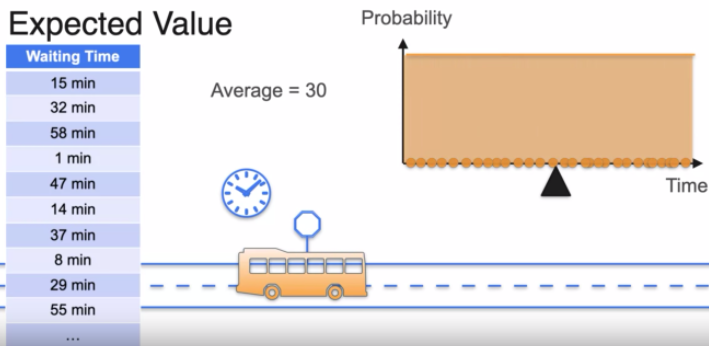 Expected Value
Waiting Time
15 min
32 min
58 min
1 min
47 min
14 min
37 min
8 min
29 min
55 min
...
Average = 30
Probability
Time